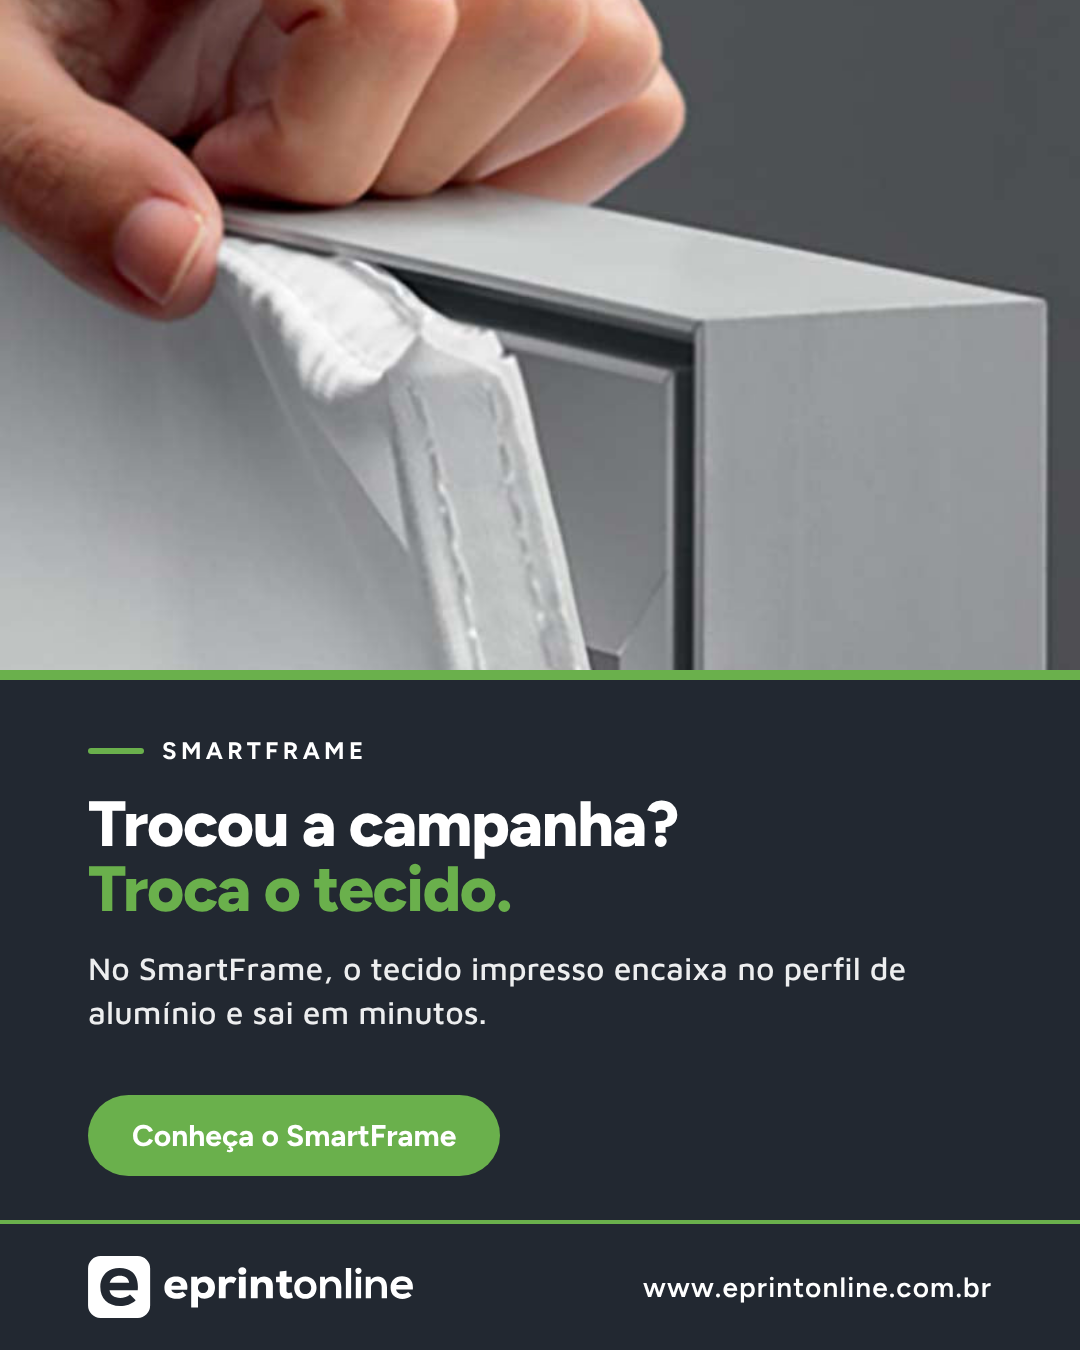 SMARTFRAME
Trocou a campanha?
Troca o tecido.
No SmartFrame, o tecido impresso encaixa no perfil de
alumínio e sai em minutos.
Conheça o SmartFrame
e eprintonline
www.eprintonline.com.br